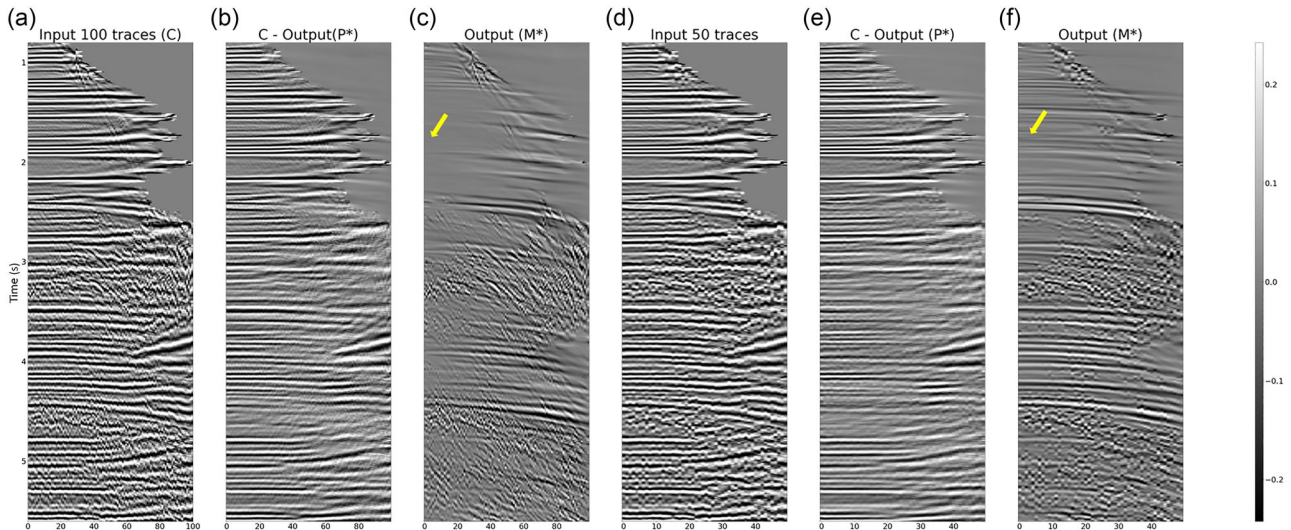 (a) (b) (c) (d) (e) (f)
Input 100 traces (C) C - Output(P*) Output (M*) Input 50 traces C - Output (P*) Output (M*)
1
2
3
4
5
Time (s)
0 20 40 60 80 100 0 20 40 60 80 0 20 40 60 80 0 10 20 30 40 0 10 20 30 40 0 10 20 30 40
0.2
0.1
0.0
−0.1
−0.2